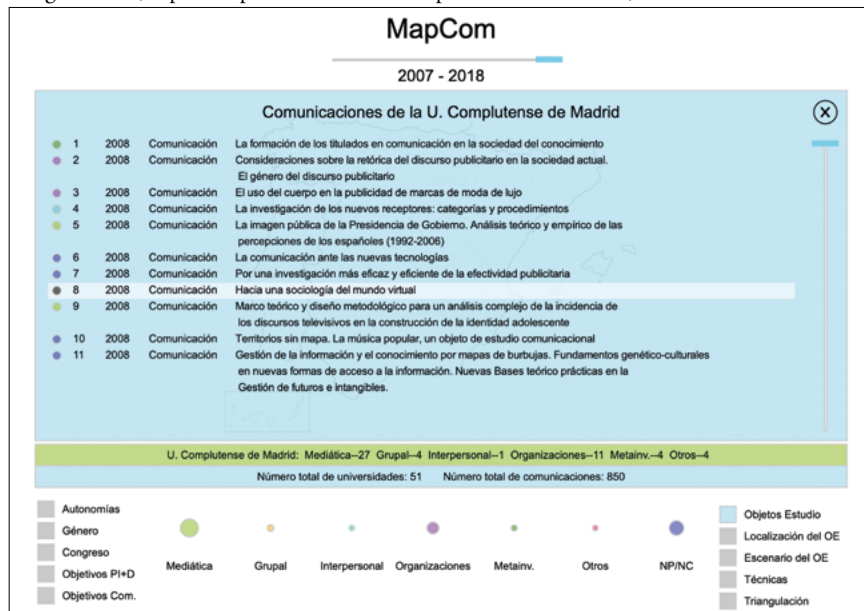 MapCom
2007 - 2018
Comunicaciones de la U. Complutense de Madrid
X
1 2008 Comunicación La formación de los titulados en comunicación en la sociedad del conocimiento
2 2008 Comunicación Consideraciones sobre la retórica del discurso publicitario en la sociedad actual.
El género del discurso publicitario
3 2008 Comunicación El uso del cuerpo en la publicidad de marcas de moda de lujo
4 2008 Comunicación La investigación de los nuevos receptores: categorías y procedimientos
5 2008 Comunicación La imagen pública de la Presidencia de Gobierno. Análisis teórico y empírico de las
percepciones de los españoles (1992-2006)
6 2008 Comunicación La comunicación ante las nuevas tecnologías
7 2008 Comunicación Por una investigación más eficaz y eficiente de la efectividad publicitaria
8 2008 Comunicación Hacia una sociología del mundo virtual
9 2008 Comunicación Marco teórico y diseño metodológico para un análisis complejo de la incidencia de
los discursos televisivos en la construcción de la identidad adolescente
10 2008 Comunicación Territorios sin mapa. La música popular, un objeto de estudio comunicacional
11 2008 Comunicación Gestión de la información y el conocimiento por mapas de burbujas. Fundamentos genético-culturales
en nuevas formas de acceso a la información. Nuevas Bases teórico prácticas en la
Gestión de futuros e intangibles.
U. Complutense de Madrid: Mediática--27 Grupal--4 Interpersonal--1 Organizaciones--11 Metainv.--4 Otros--4
Número total de universidades: 51 Número total de comunicaciones: 850
Autonomías
Género
Congreso
Objetivos PI+D
Objetivos Com.
Mediática Grupal Interpersonal Organizaciones Metainv. Otros NP/NC
Objetos Estudio
Localización del OE
Escenario del OE
Técnicas
Triangulación